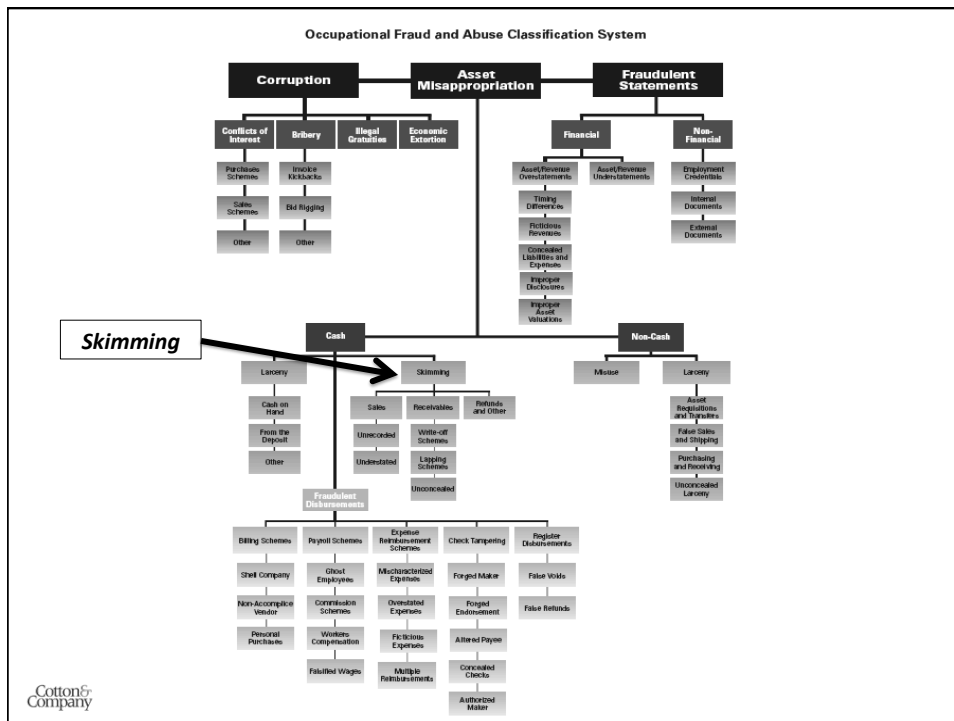 Occupational Fraud and Abuse Classification System
Corruption
Asset
Misappropriation
Fraudulent
Statements
Conflicts of
Interest
Bribery
Illegal
Gratuities
Economic
Extortion
Financial
Non-
Financial
Purchases
Schemes
Sales
Schemes
Other
Invoice
Kickbacks
Bid Rigging
Other
Asset/Revenue
Overstatements
Asset/Revenue
Understatements
Timing
Differences
Ficticious
Revenues
Concealed
Liabilities and
Expenses
Improper
Disclosures
Improper
Asset
Valuations
Employment
Credentials
Internal
Documents
External
Documents
Skimming
Cash
Non-Cash
Larceny
Cash on
Hand
From the
Deposit
Other
Skimming
Sales
Unrecorded
Understated
Receivables
Write-off
Schemes
Lapping
Schemes
Unconcealed
Refunds
and Other
Misuse
Larceny
Asset
Requisitions
and Transfers
False Sales
and Shipping
Purchasing
and Receiving
Unconcealed
Larceny
Fraudulent
Disbursements
Billing Schemes
Shell Company
Non-Accomplice
Vendor
Personal
Purchases
Payroll Schemes
Ghost
Employees
Commission
Schemes
Workers
Compensation
Falsified Wages
Expense
Reimbursement
Schemes
Mischaracterized
Expenses
Overstated
Expenses
Ficticious
Expenses
Multiple
Reimbursements
Check Tampering
Forged Maker
Forged
Endorsement
Altered Payee
Concealed
Checks
Authorized
Maker
Register
Disbursements
False Voids
False Refunds
Cotton&
Company